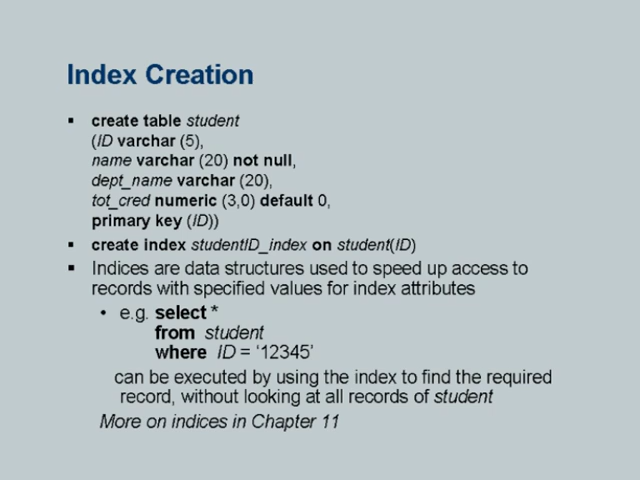 Index Creation
▪ create table student
(ID varchar (5),
name varchar (20) not null,
dept_name varchar (20),
tot_cred numeric (3,0) default 0,
primary key (ID))
▪ create index studentID_index on student(ID)
▪ Indices are data structures used to speed up access to
records with specified values for index attributes
• e.g. select *
from student
where ID = ‘12345’
can be executed by using the index to find the required
record, without looking at all records of student
More on indices in Chapter 11